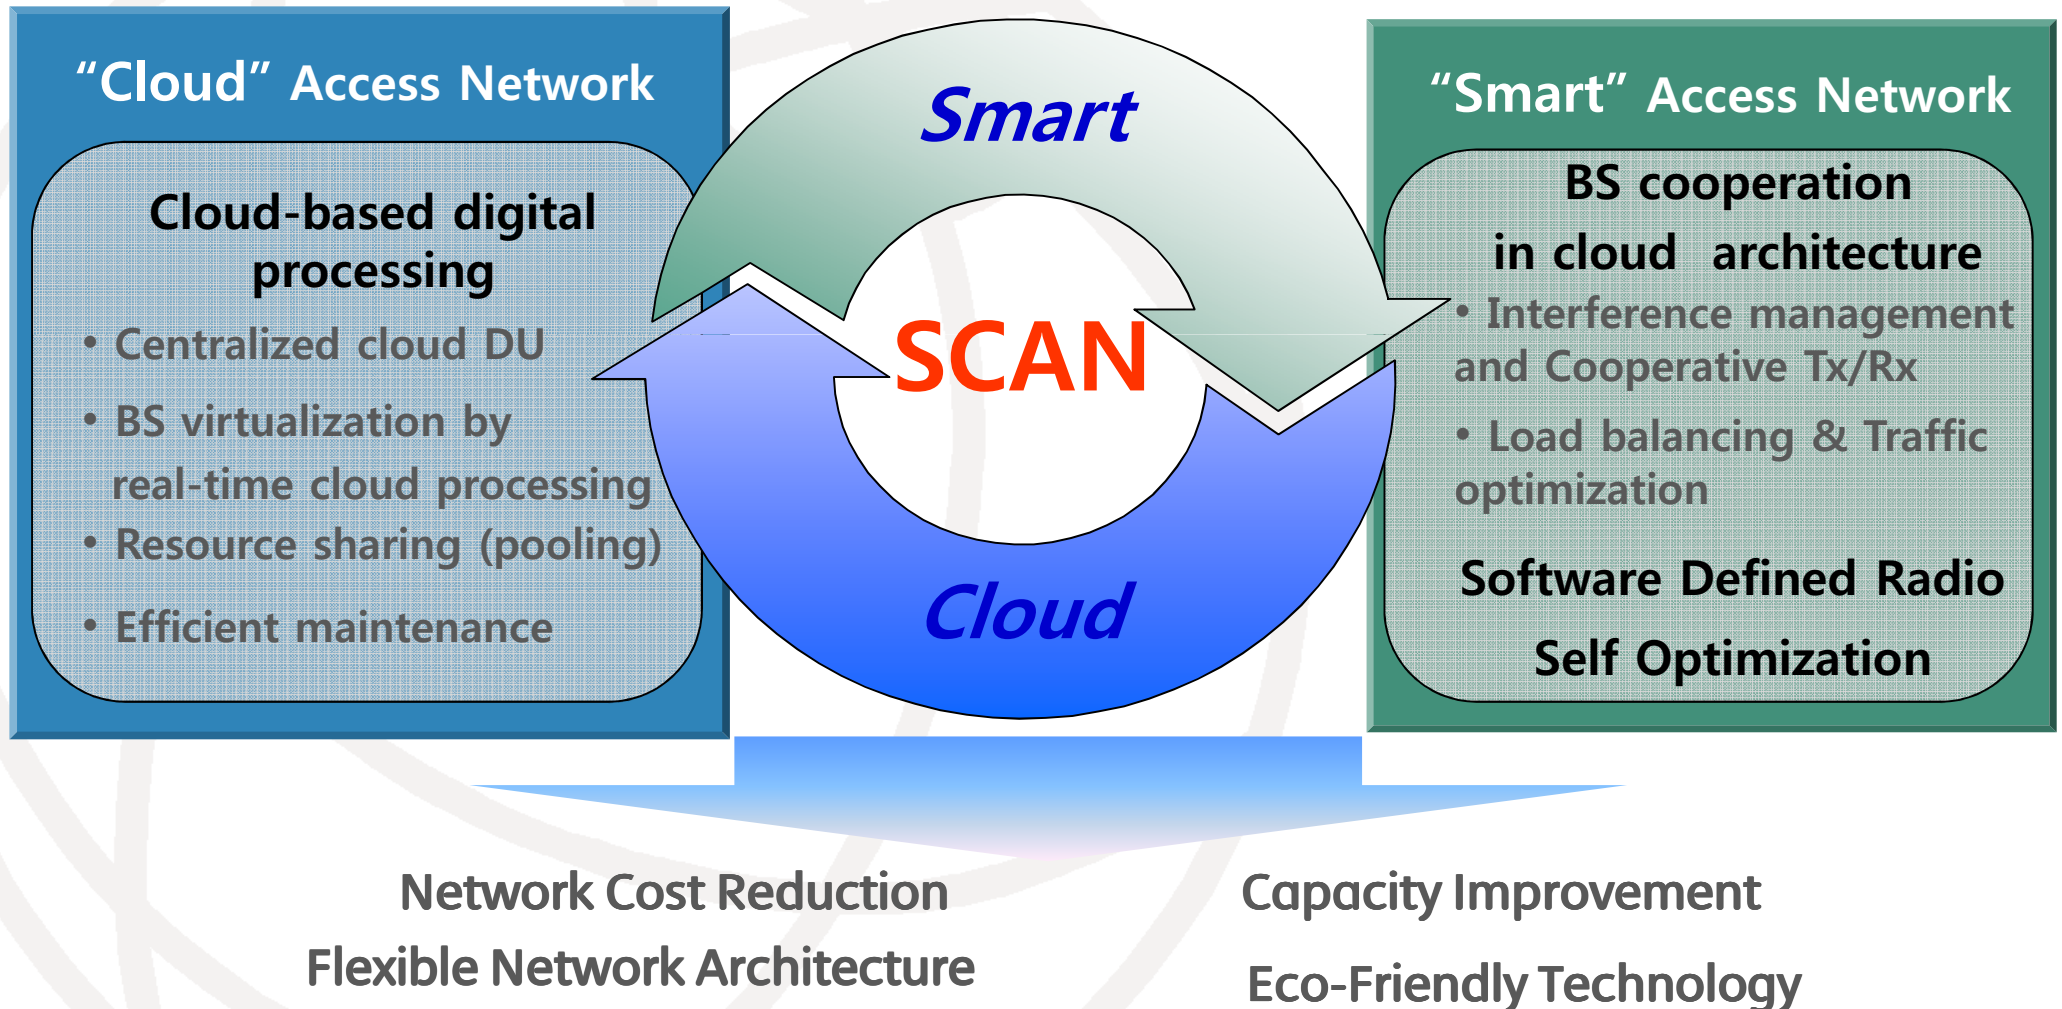 “Cloud” Access Network
Cloud-based digital
processing
• Centralized cloud DU
• BS virtualization by
real-time cloud processing
• Resource sharing (pooling)
• Efficient maintenance
Smart
SCAN
Cloud
“Smart” Access Network
BS cooperation
in cloud architecture
• Interference management
and Cooperative Tx/Rx
• Load balancing & Traffic
optimization
Software Defined Radio
Self Optimization
Network Cost Reduction
Flexible Network Architecture
Capacity Improvement
Eco-Friendly Technology